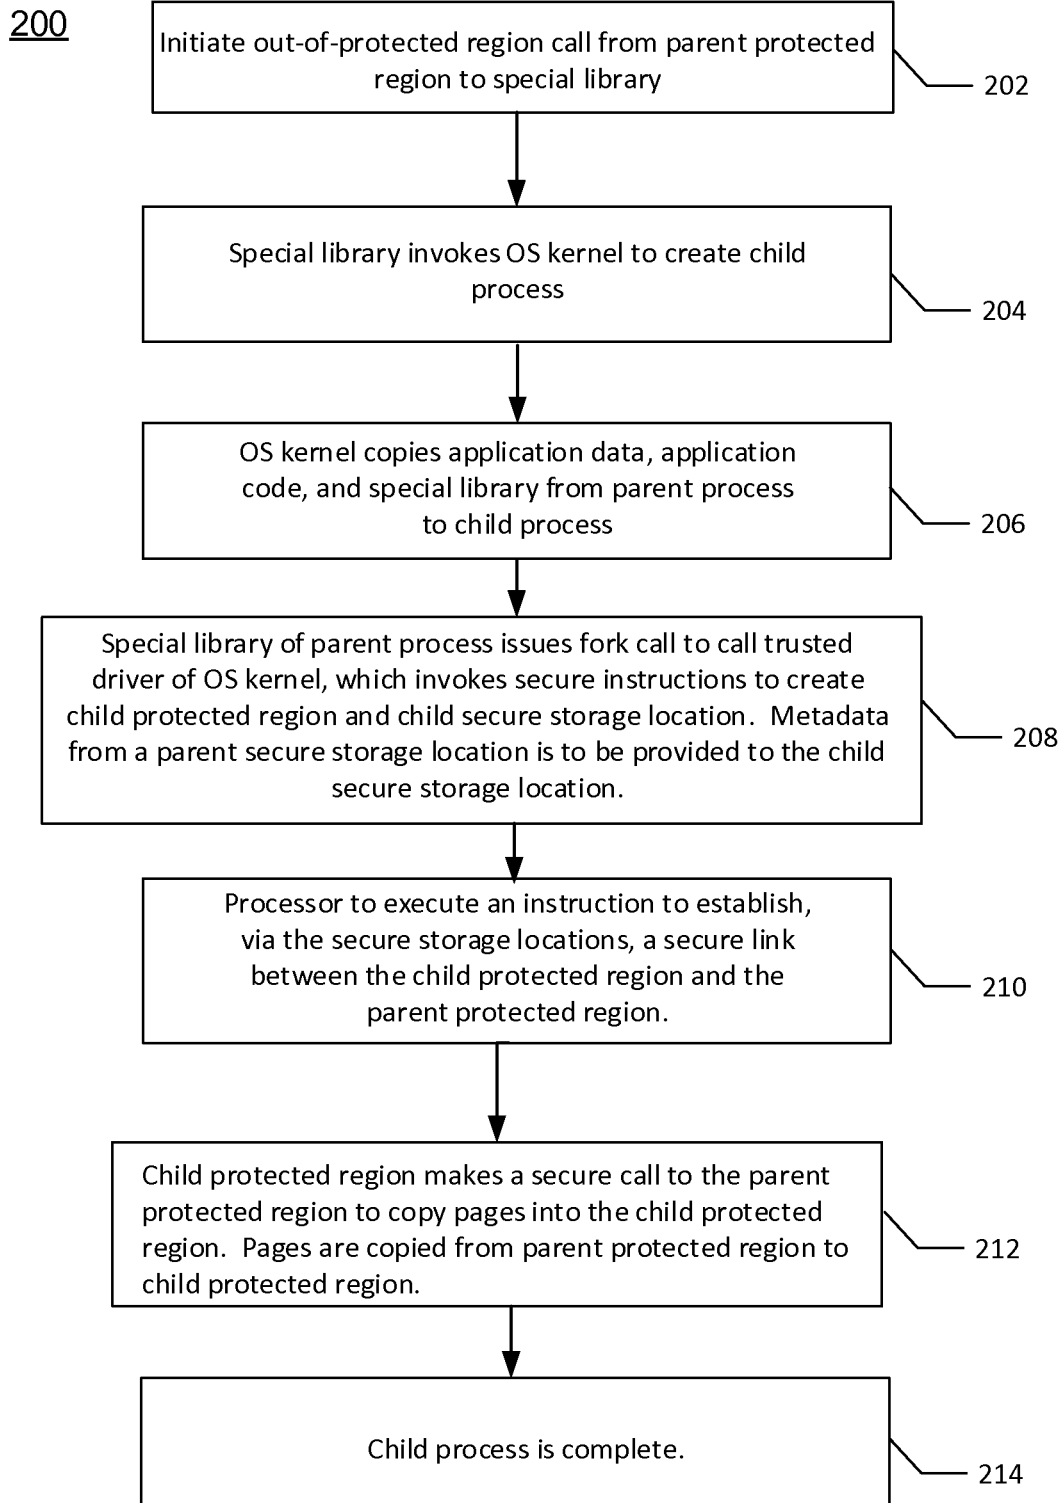 200
Initiate out-of-protected region call from parent protected
region to special library
202
Special library invokes OS kernel to create child
process
204
OS kernel copies application data, application
code, and special library from parent process
to child process
206
Special library of parent process issues fork call to call trusted
driver of OS kernel, which invokes secure instructions to create
child protected region and child secure storage location.  Metadata
from a parent secure storage location is to be provided to the child
secure storage location.
208
Processor to execute an instruction to establish,
via the secure storage locations, a secure link
between the child protected region and the
parent protected region.
210
Child protected region makes a secure call to the parent
protected region to copy pages into the child protected
region.  Pages are copied from parent protected region to
child protected region.
212
Child process is complete.
214